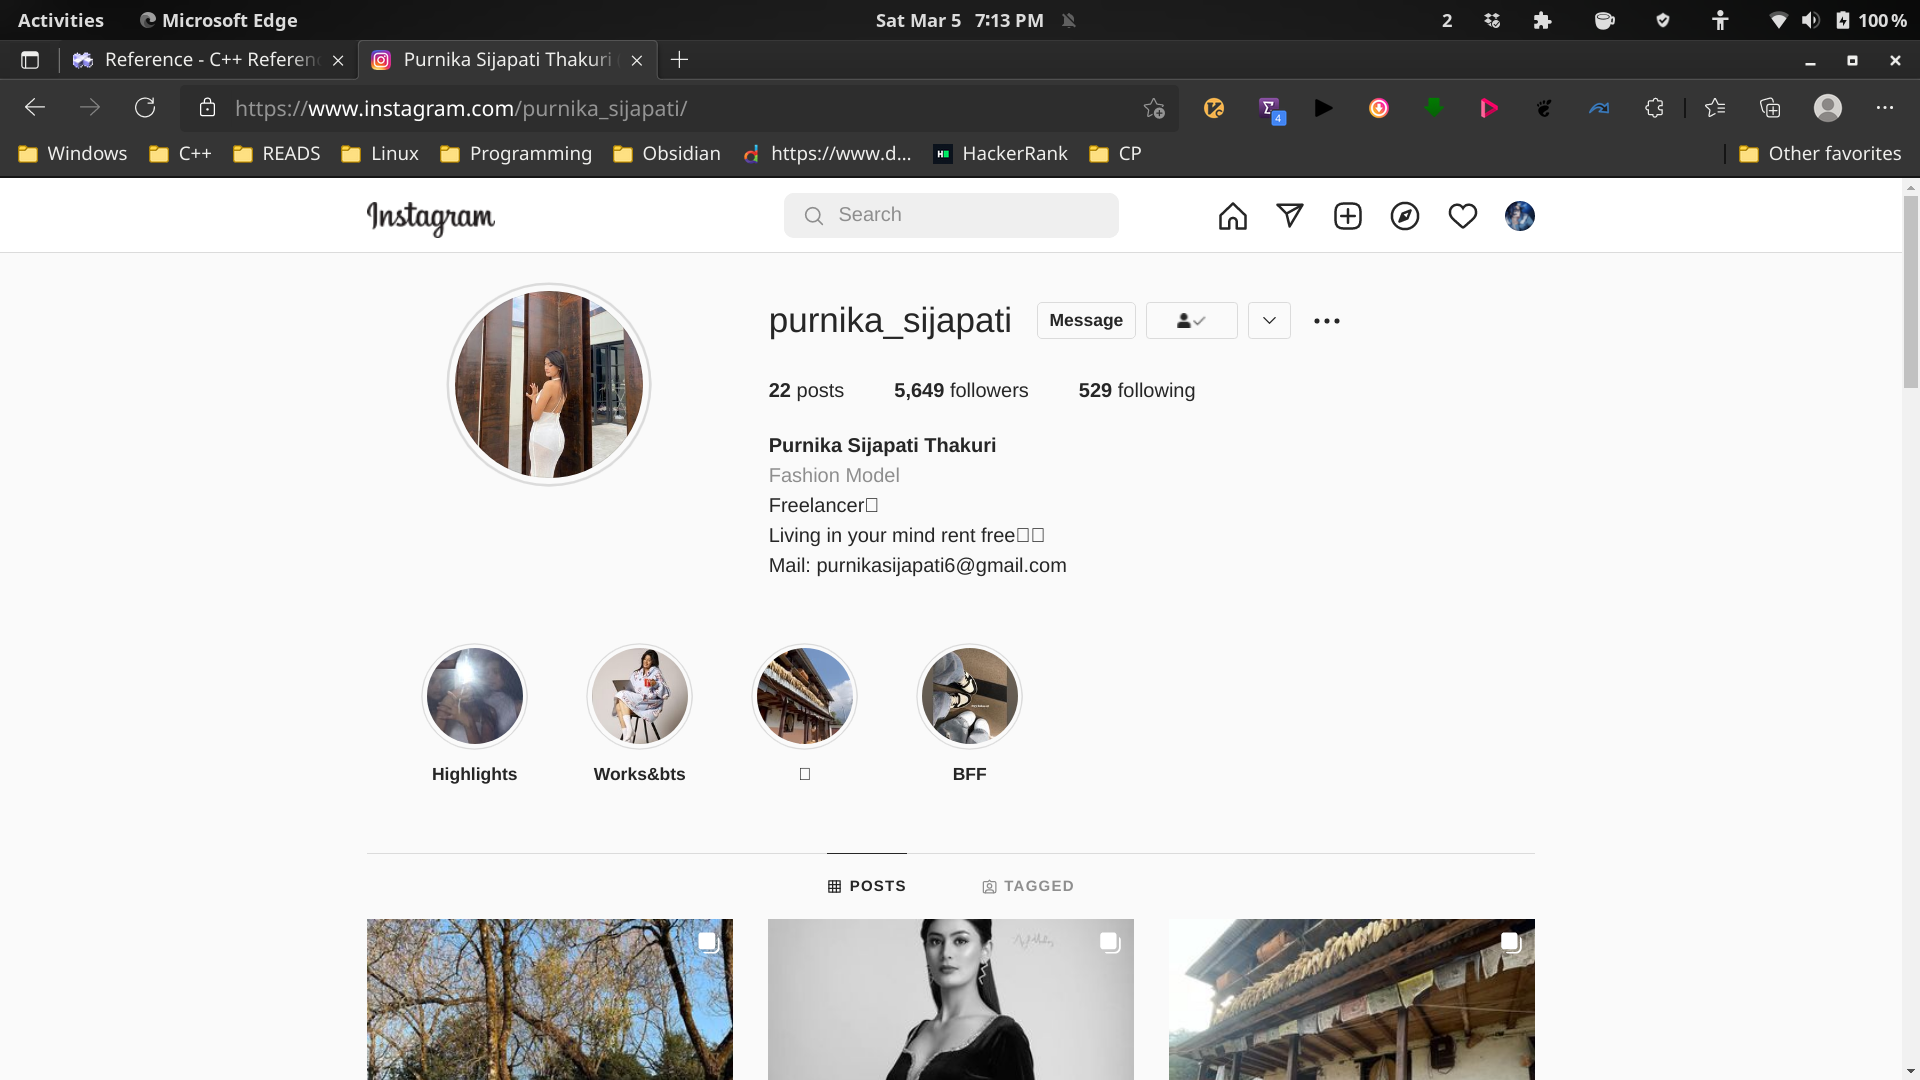 Activities Microsoft Edge Sat Mar 5 7:13 PM 2 100 %
Reference - C++ Referen Purnika Sijapati Thakuri
https://www.instagram.com/purnika_sijapati/ 4
Windows C++ READS Linux Programming Obsidian https://www.d... HackerRank CP Other favorites
Instagram Search
purnika_sijapati Message
22 posts 5,649 followers 529 following
Purnika Sijapati Thakuri
Fashion Model
Freelancer
Living in your mind rent free
Mail: purnikasijapati6@gmail.com
Highlights Works&bts BFF
POSTS TAGGED